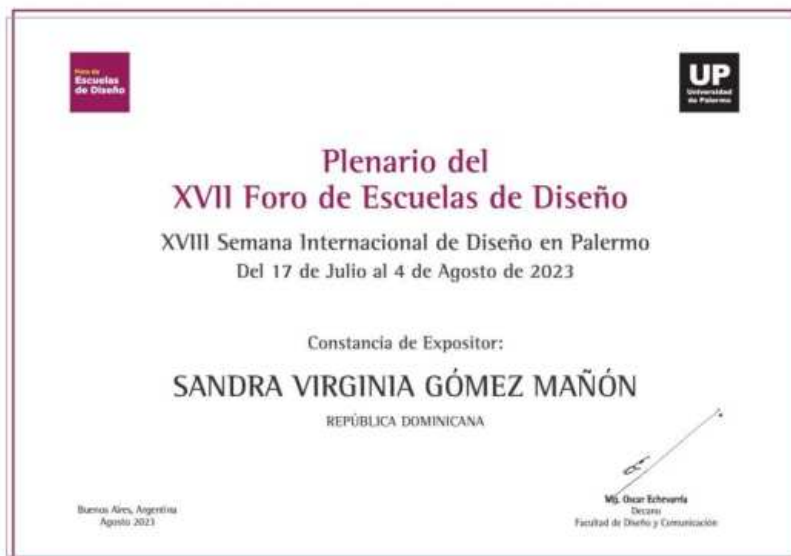 Foro de
Escuelas
de Diseño
UP
Universidad
de Palermo
Plenario del
XVII Foro de Escuelas de Diseño
XVIII Semana Internacional de Diseño en Palermo
Del 17 de Julio al 4 de Agosto de 2023
Constancia de Expositor:
SANDRA VIRGINIA GÓMEZ MAÑÓN
REPÚBLICA DOMINICANA
Buenos Aires, Argentina
Agosto 2023
Mg. Oscar Echevarría
Decano
Facultad de Diseño y Comunicación